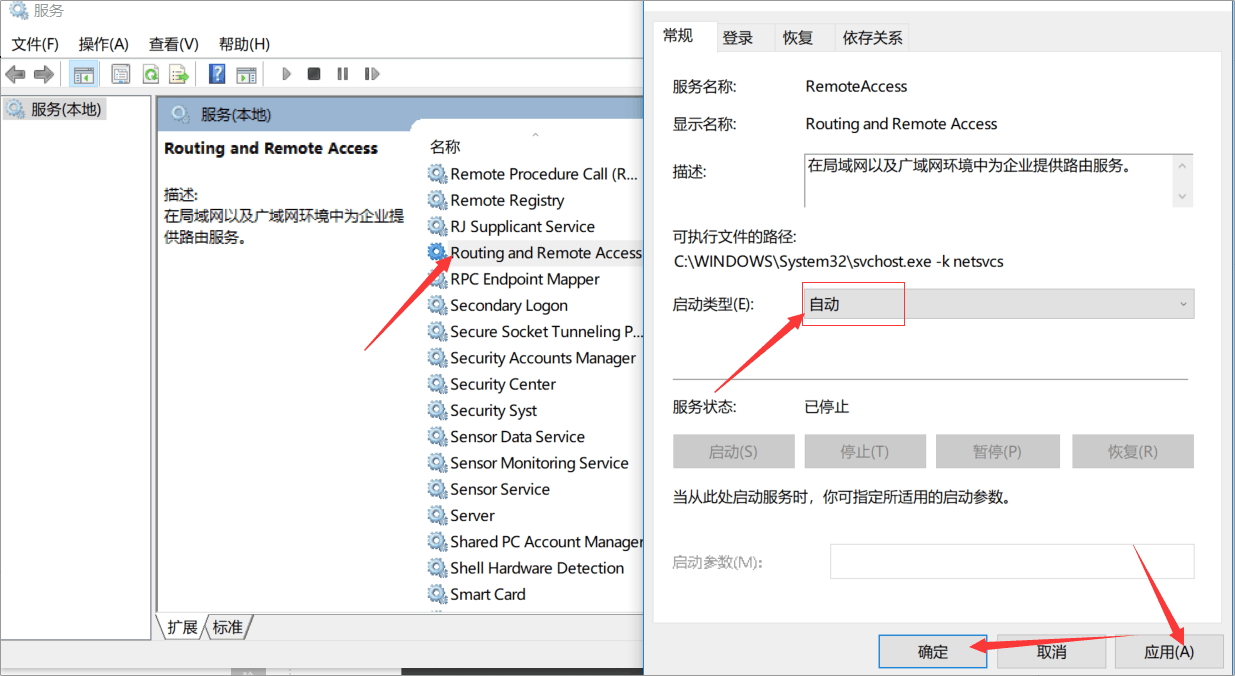 服务
文件(F) 操作(A) 查看(V) 帮助(H)
服务(本地)
服务(本地)
Routing and Remote Access
描述:
在局域网以及广域网环境中为企业提
供路由服务。
名称
Remote Procedure Call (R...
Remote Registry
RJ Supplicant Service
Routing and Remote Access
RPC Endpoint Mapper
Secondary Logon
Secure Socket Tunneling P...
Security Accounts Manager
Security Center
Security Syst
Sensor Data Service
Sensor Monitoring Service
Sensor Service
Server
Shared PC Account Manager
Shell Hardware Detection
Smart Card
扩展 标准
常规 登录 恢复 依存关系
服务名称: RemoteAccess
显示名称: Routing and Remote Access
描述: 在局域网以及广域网环境中为企业提供路由服务。
可执行文件的路径:
C:\WINDOWS\System32\svchost.exe -k netsvcs
启动类型(E): 自动
服务状态: 已停止
启动(S) 停止(T) 暂停(P) 恢复(R)
当从此处启动服务时，你可指定所适用的启动参数。
启动参数(M):
确定 取消 应用(A)